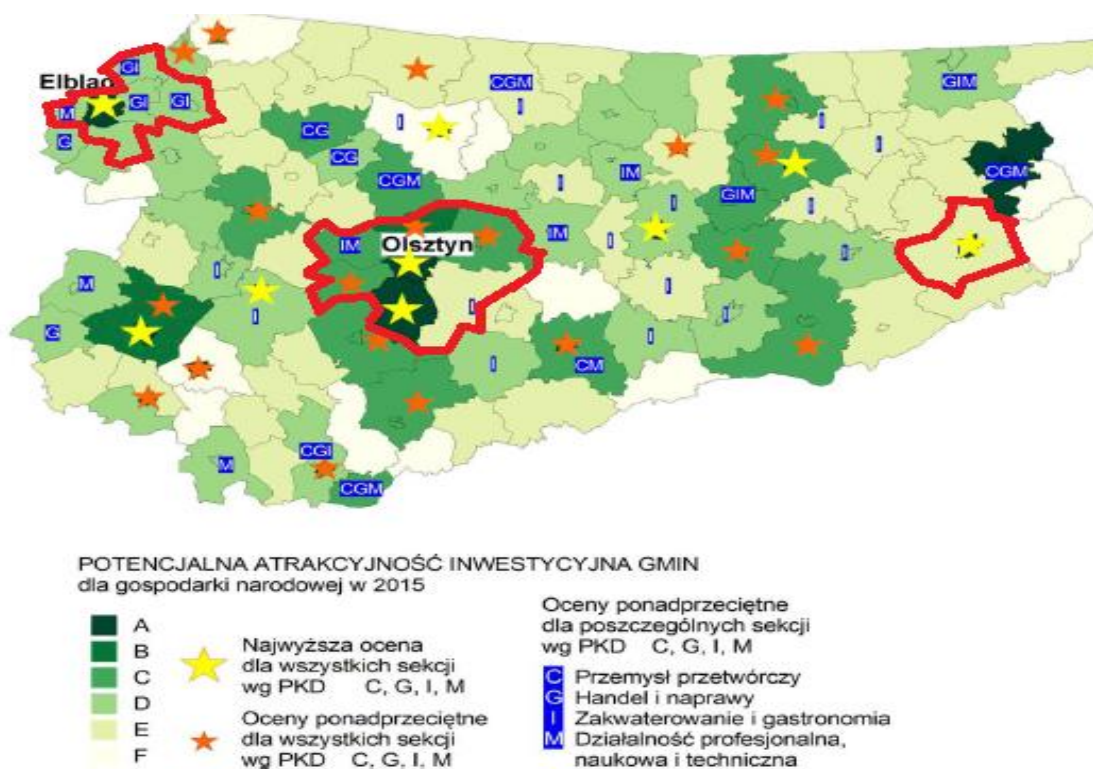 GI
CGM
GIM
Elbląg
GI
GI
I
M
I
I
CG
G
I
CG
CGM
IM
CGM
I
GIM
I
I
IM
I
IM
Olsztyn
I
I
I
M
I
I
I
G
I
I
CM
CGI
M
CGM
POTENCJALNA ATRAKCYJNOŚĆ INWESTYCYJNA GMIN
dla gospodarki narodowej w 2015
A
B
C
D
E
F
Najwyższa ocena
dla wszystkich sekcji
wg PKD C, G, I, M
Oceny ponadprzeciętne
dla wszystkich sekcji
wg PKD C, G, I, M
Oceny ponadprzeciętne
dla poszczególnych sekcji
wg PKD C, G, I, M
C Przemysł przetwórczy
G Handel i naprawy
I Zakwaterowanie i gastronomia
M Działalność profesjonalna,
naukowa i techniczna